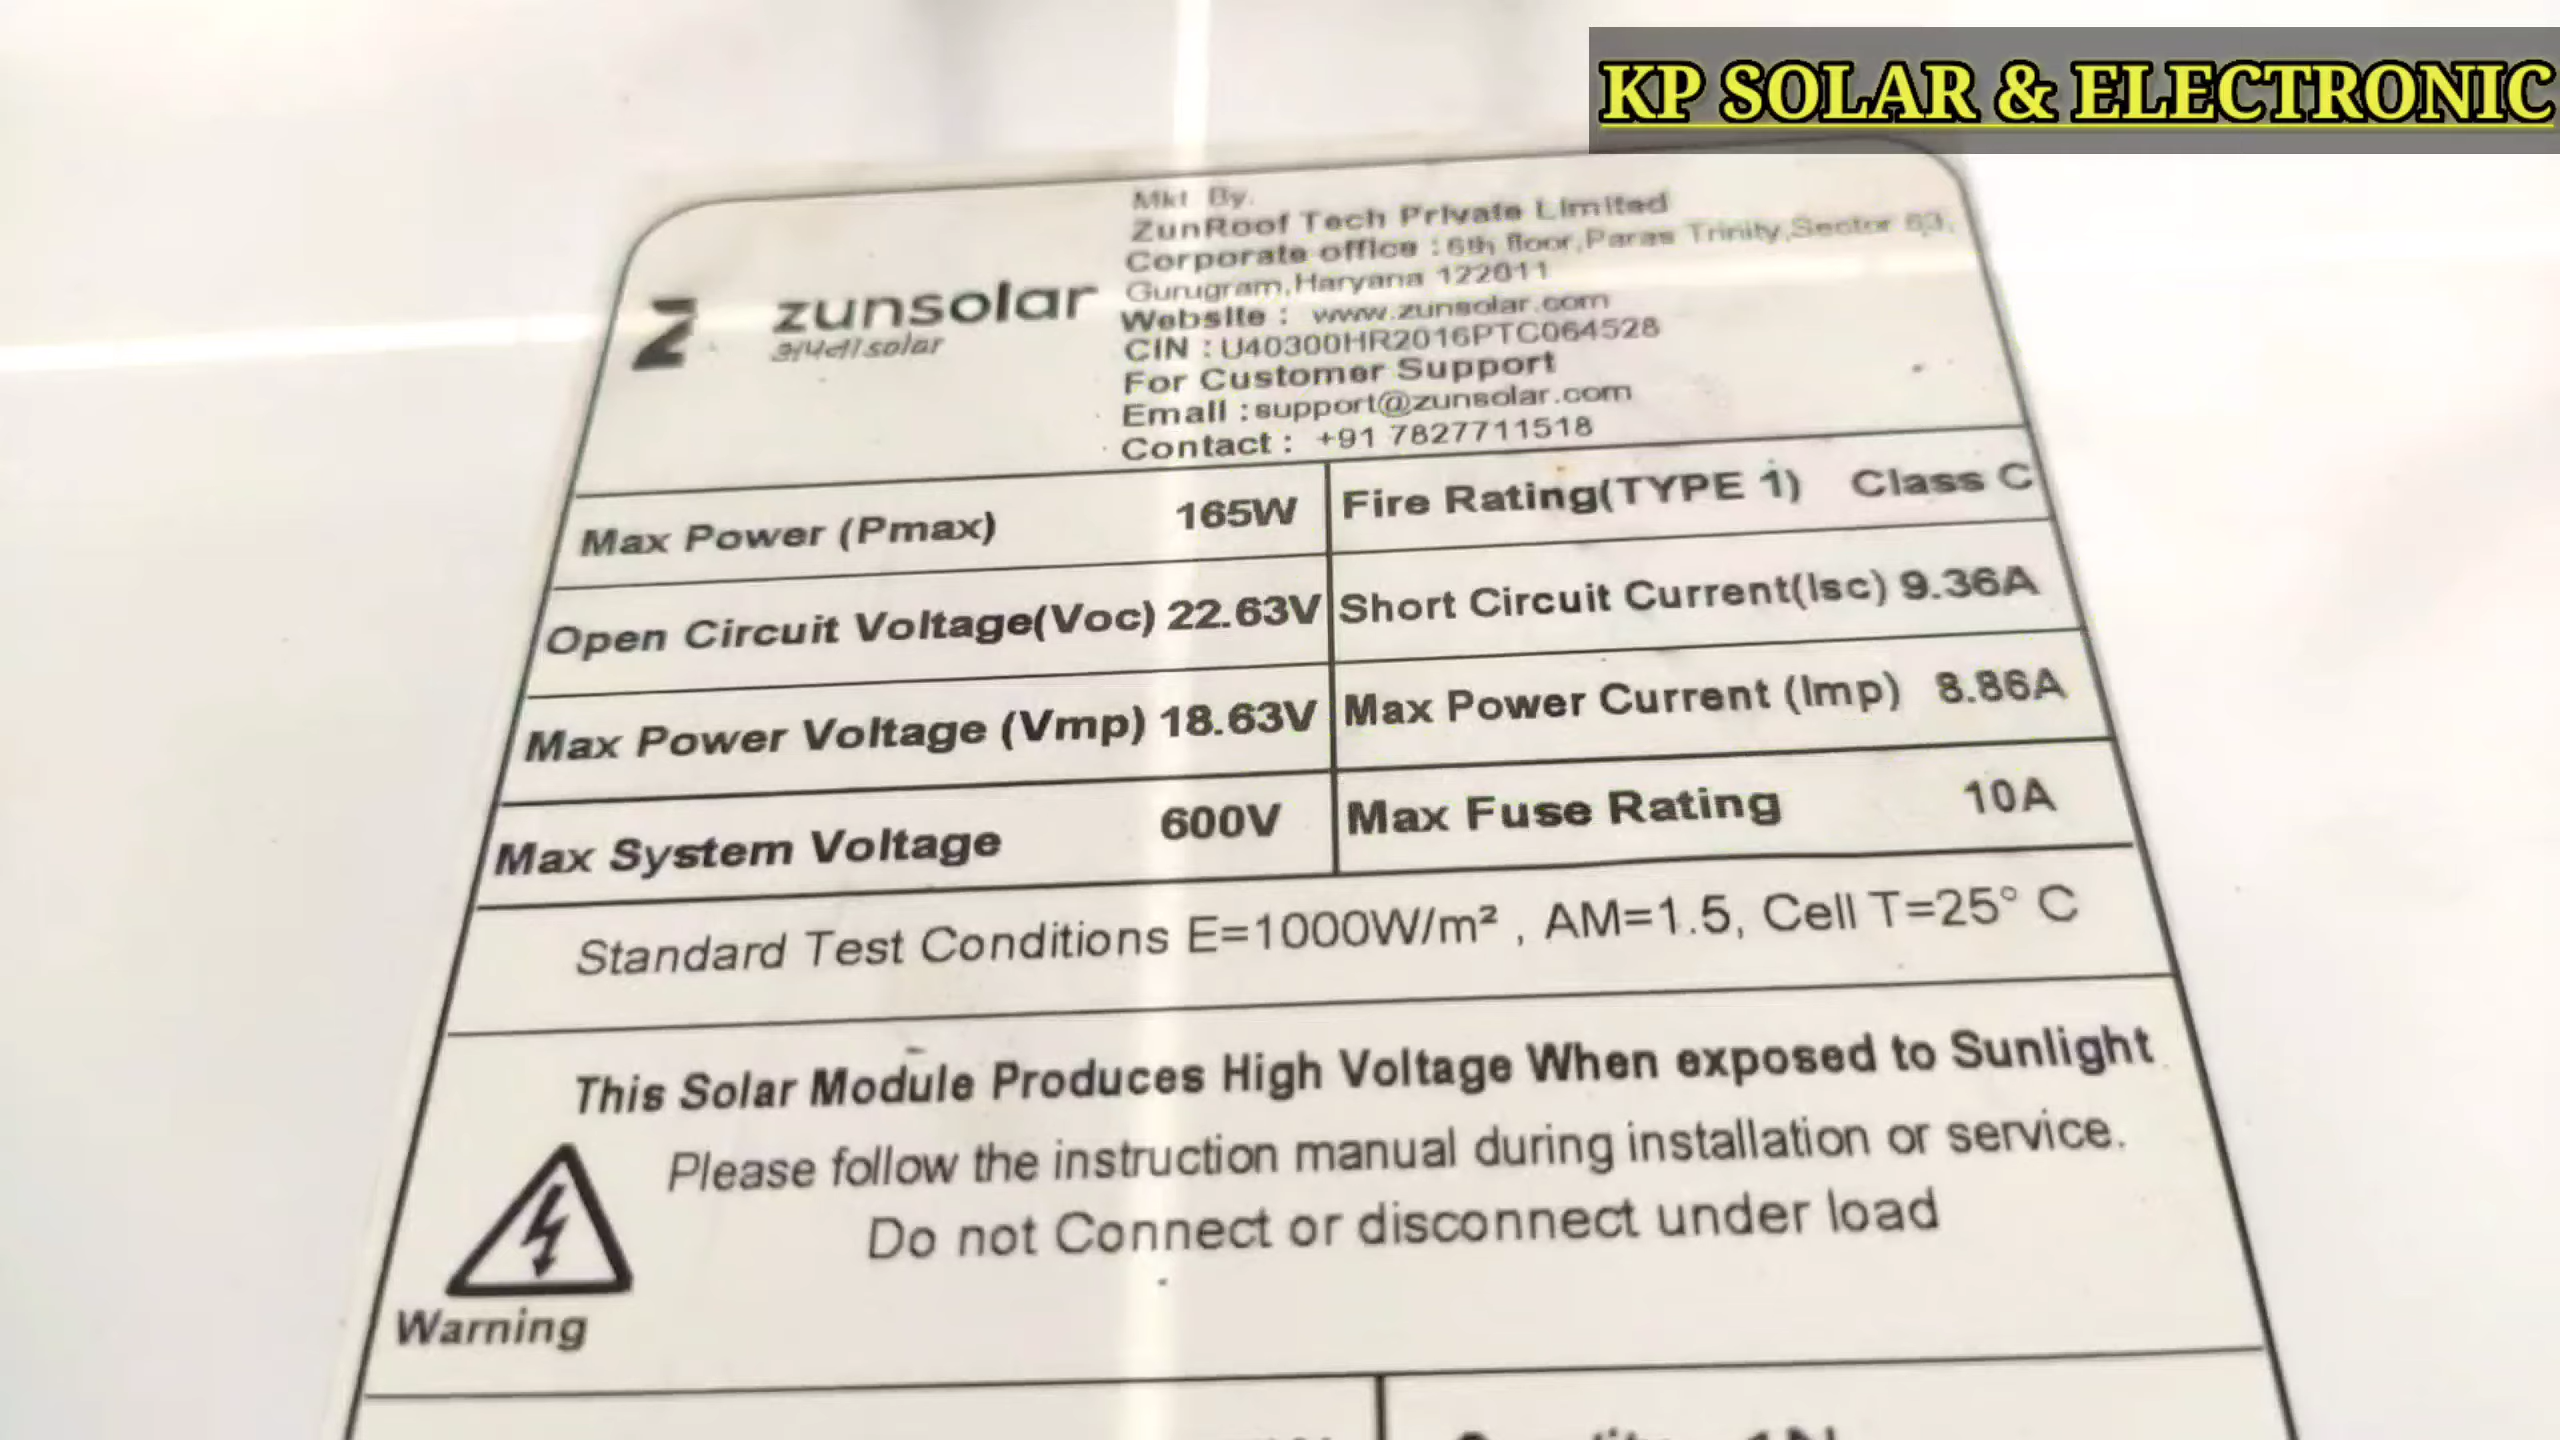 KP SOLAR & ELECTRONIC
Mkt By.
ZunRoof Tech Private Limited
Corporate office : 6th floor,Paras Trinity,Sector 63,
Gurugram,Haryana 122011
Website : www.zunsolar.com
CIN : U40300HR2016PTC064528
For Customer Support
Email : support@zunsolar.com
Contact : +91 7827711518
Z zunsolar
अपना solar
Max Power (Pmax) 165W Fire Rating(TYPE 1) Class C
Open Circuit Voltage(Voc) 22.63V Short Circuit Current(Isc) 9.36A
Max Power Voltage (Vmp) 18.63V Max Power Current (Imp) 8.86A
Max System Voltage 600V Max Fuse Rating 10A
Standard Test Conditions E=1000W/m² , AM=1.5, Cell T=25° C
This Solar Module Produces High Voltage When exposed to Sunlight
Please follow the instruction manual during installation or service.
Do not Connect or disconnect under load
Warning